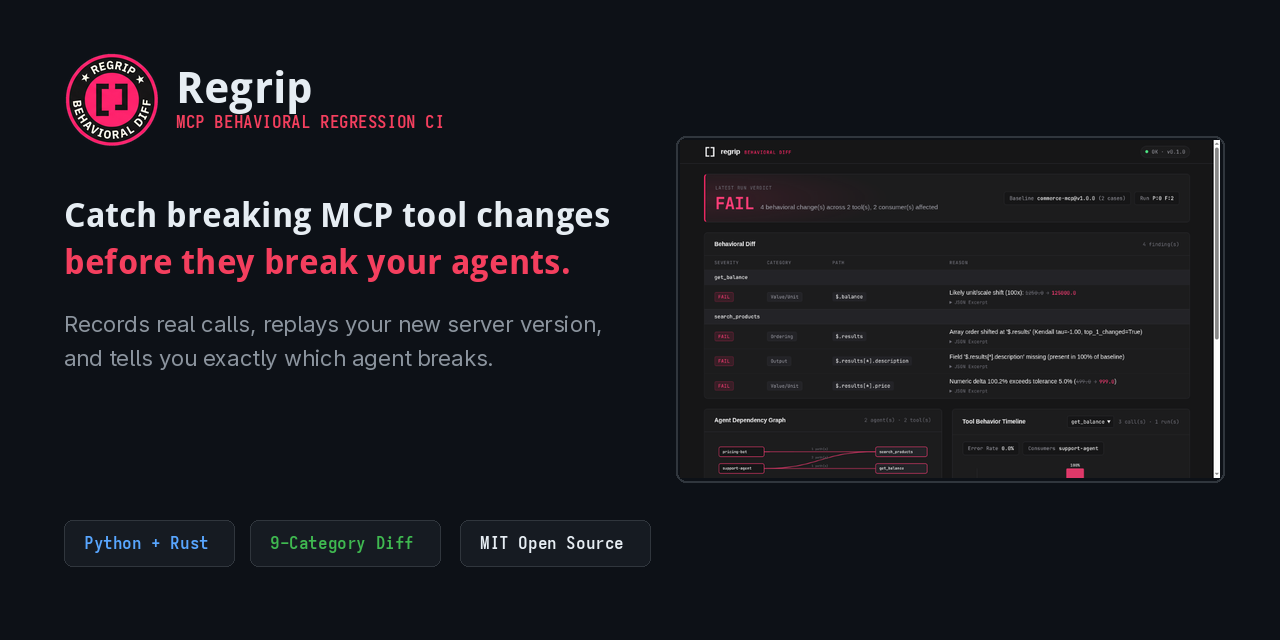 ★ REGRIP ★
BEHAVIORAL DIFF
Regrip
MCP BEHAVIORAL REGRESSION CI
Catch breaking MCP tool changes
before they break your agents.
Records real calls, replays your new server version,
and tells you exactly which agent breaks.
Python + Rust
9-Category Diff
MIT Open Source
regrip BEHAVIORAL DIFF
OK · v0.1.0
LATEST RUN VERDICT
FAIL 4 behavioral change(s) across 2 tool(s), 2 consumer(s) affected
Baseline commerce-mcp@v1.0.0 (2 cases)
Run P:0 F:2
Behavioral Diff
4 finding(s)
SEVERITY CATEGORY PATH REASON
get_balance
FAIL Value/Unit $.balance Likely unit/scale shift (100x): → 125000.0
▶ JSON Excerpt
search_products
FAIL Ordering $.results Array order shifted at '$.results' (Kendall tau=-1.00, top_1_changed=True)
▶ JSON Excerpt
FAIL Output $.results[*].description Field '$.results[*].description' missing (present in 100% of baseline)
▶ JSON Excerpt
FAIL Value/Unit $.results[*].price Numeric delta 100.2% exceeds tolerance 5.0% (499.0 → 999.0)
▶ JSON Excerpt
Agent Dependency Graph
2 agent(s) · 2 tool(s)
pricing-bot
search_products
support-agent
get_balance
Tool Behavior Timeline
get_balance ▼
Error Rate 0.0%
Consumers support-agent
100%